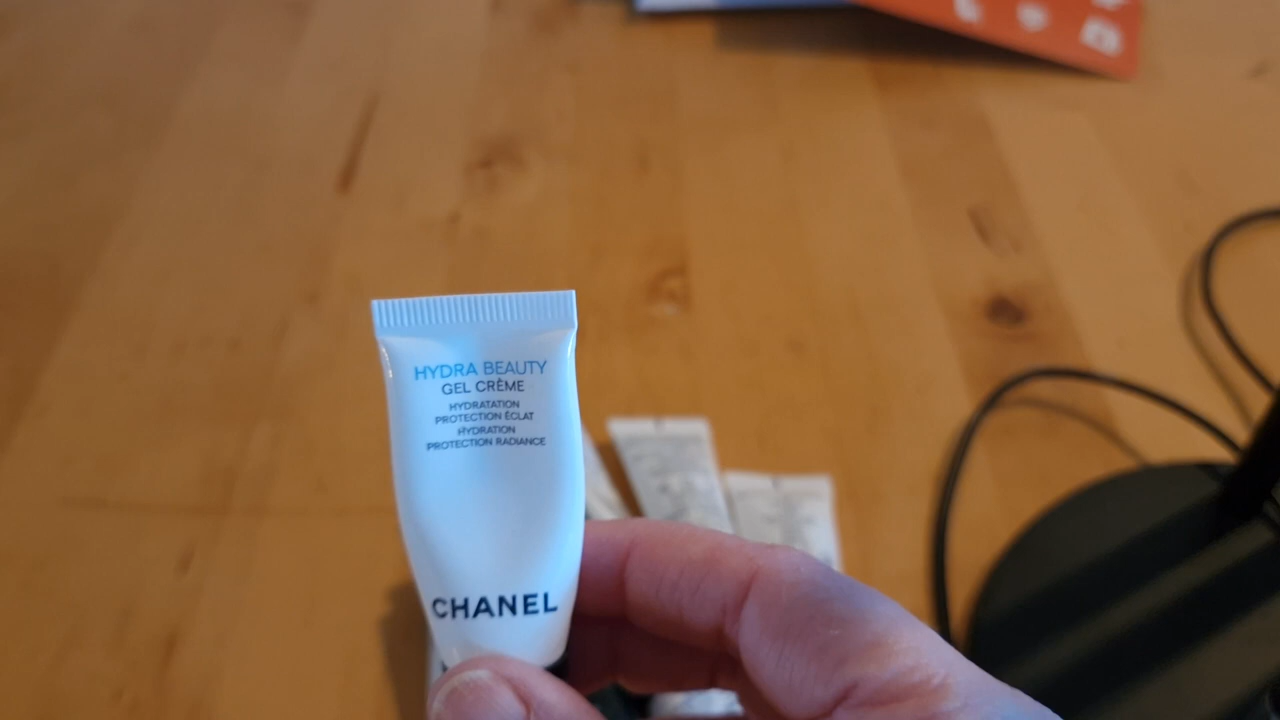 HYDRA BEAUTY
GEL CRÈME
HYDRATATION
PROTECTION ÉCLAT
HYDRATION
PROTECTION RADIANCE
CHANEL